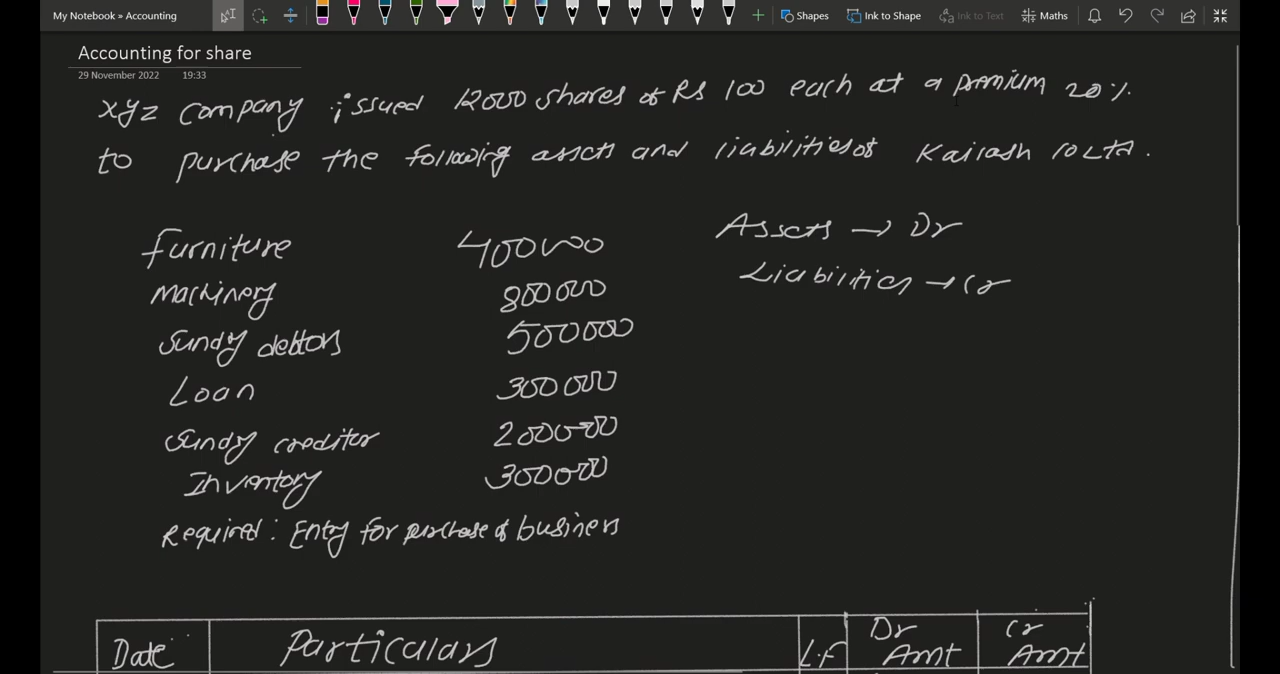 My Notebook » Accounting
Shapes
Ink to Shape
Ink to Text
Maths
Accounting for share
29 November 2022 19:33
xyz company issued 12000 shares of RS 100 each at a premium 20%
to purchase the following assets and liabilities of Kailash co LTD.
Furniture 400000
Machinery 800000
Sundy debtors 500000
Loan 300000
Sundy creditor 200000
Inventory 300000
Assets → Dr
Liabilities → Cr
Required: Entry for purchase of business
Date Particulars L.F Dr Amt Cr Amt